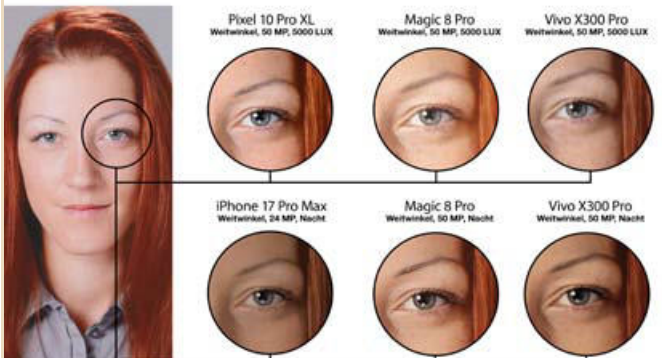 Pixel 10 Pro XL
Weitwinkel, 50 MP, 5000 LUX
Magic 8 Pro
Weitwinkel, 50 MP, 5000 LUX
Vivo X300 Pro
Weitwinkel, 50 MP, 5000 LUX
iPhone 17 Pro Max
Weitwinkel, 24 MP, Nacht
Magic 8 Pro
Weitwinkel, 50 MP, Nacht
Vivo X300 Pro
Weitwinkel, 50 MP, Nacht